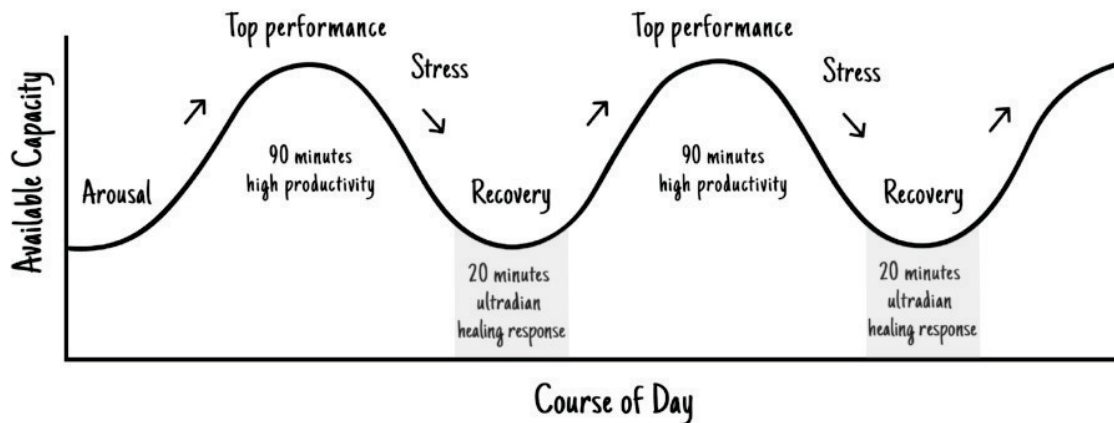 Top performance
Top performance
Stress
Stress
Available Capacity
Arousal
90 minutes
high productivity
Recovery
90 minutes
high productivity
Recovery
20 minutes
ultradian
healing response
20 minutes
ultradian
healing response
Course of Day